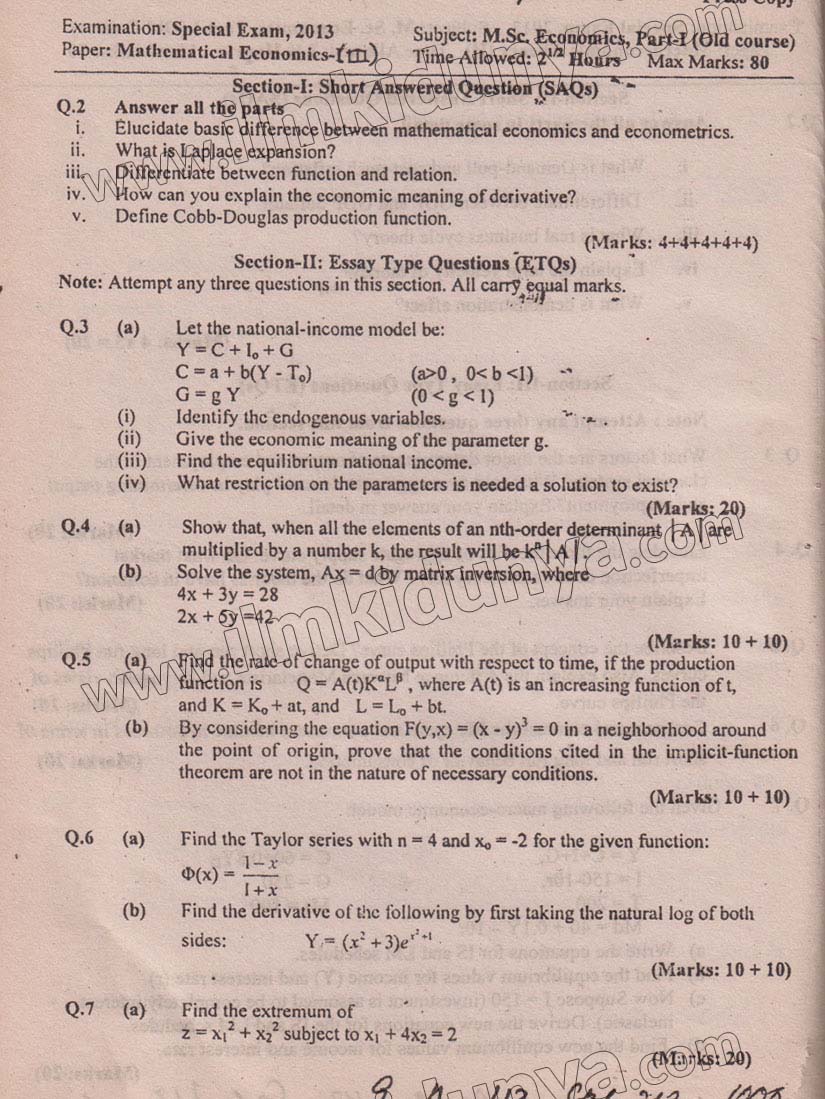 Press Copy
Examination: Special Exam, 2013 Subject: M.Sc. Economics, Part-I (Old course)
Paper: Mathematical Economics-(III) Time Allowed: 2^1/2 Hours Max Marks: 80
Section-I: Short Answered Question (SAQs)
Q.2 Answer all the parts
i. Elucidate basic difference between mathematical economics and econometrics.
ii. What is Laplace expansion?
iii. Differentiate between function and relation.
iv. How can you explain the economic meaning of derivative?
v. Define Cobb-Douglas production function.
(Marks: 4+4+4+4+4)
Section-II: Essay Type Questions (ETQs)
Note: Attempt any three questions in this section. All carry equal marks.
Q.3 (a) Let the national-income model be:
Y = C + I₀ + G
C = a + b(Y - T₀) (a>0 , 0< b <1)
G = g Y (0 < g < 1)
(i) Identify the endogenous variables.
(ii) Give the economic meaning of the parameter g.
(iii) Find the equilibrium national income.
(iv) What restriction on the parameters is needed a solution to exist?
(Marks: 20)
Q.4 (a) Show that, when all the elements of an nth-order determinant | A | are
multiplied by a number k, the result will be kⁿ | A |.
(b) Solve the system, Ax = d by matrix inversion, where
4x + 3y = 28
2x + 5y =42
(Marks: 10 + 10)
Q.5 (a) Find the rate of change of output with respect to time, if the production
function is Q = A(t)K^αL^β , where A(t) is an increasing function of t,
and K = K₀ + at, and L = L₀ + bt.
(b) By considering the equation F(y,x) = (x - y)³ = 0 in a neighborhood around
the point of origin, prove that the conditions cited in the implicit-function
theorem are not in the nature of necessary conditions.
(Marks: 10 + 10)
Q.6 (a) Find the Taylor series with n = 4 and x₀ = -2 for the given function:
Φ(x) = (1-x)/(1+x)
(b) Find the derivative of the following by first taking the natural log of both
sides: Y = (x² + 3)e^(x²+1)
(Marks: 10 + 10)
Q.7 (a) Find the extremum of
z = x₁² + x₂² subject to x₁ + 4x₂ = 2
(Marks: 20)
www.ilmkidunya.com
www.ilmkidunya.com
www.ilmkidunya.com